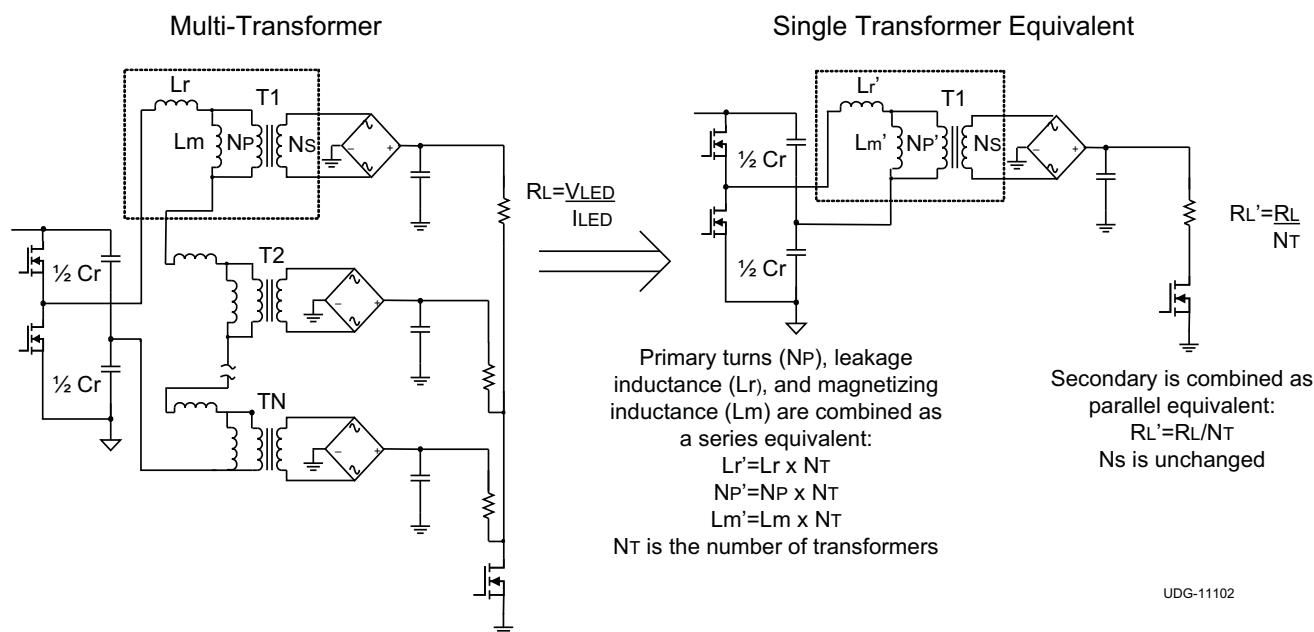 Multi-Transformer
Single Transformer Equivalent
Lr
T1
Lm
NP
NS
~
~
−
+
T2
½ Cr
−
+
½ Cr
TN
~
~
−
+
RL=VLED
ILED
Lr’
T1
Lm’
NP’
NS
½ Cr
½ Cr
~
~
−
+
RL’=RL
NT
Primary turns (NP), leakage
inductance (Lr), and magnetizing
inductance (Lm) are combined as
a series equivalent:
Lr’=Lr x NT
NP’=NP x NT
Lm’=Lm x NT
NT is the number of transformers
Secondary is combined as
parallel equivalent:
RL’=RL/NT
Ns is unchanged
UDG-11102